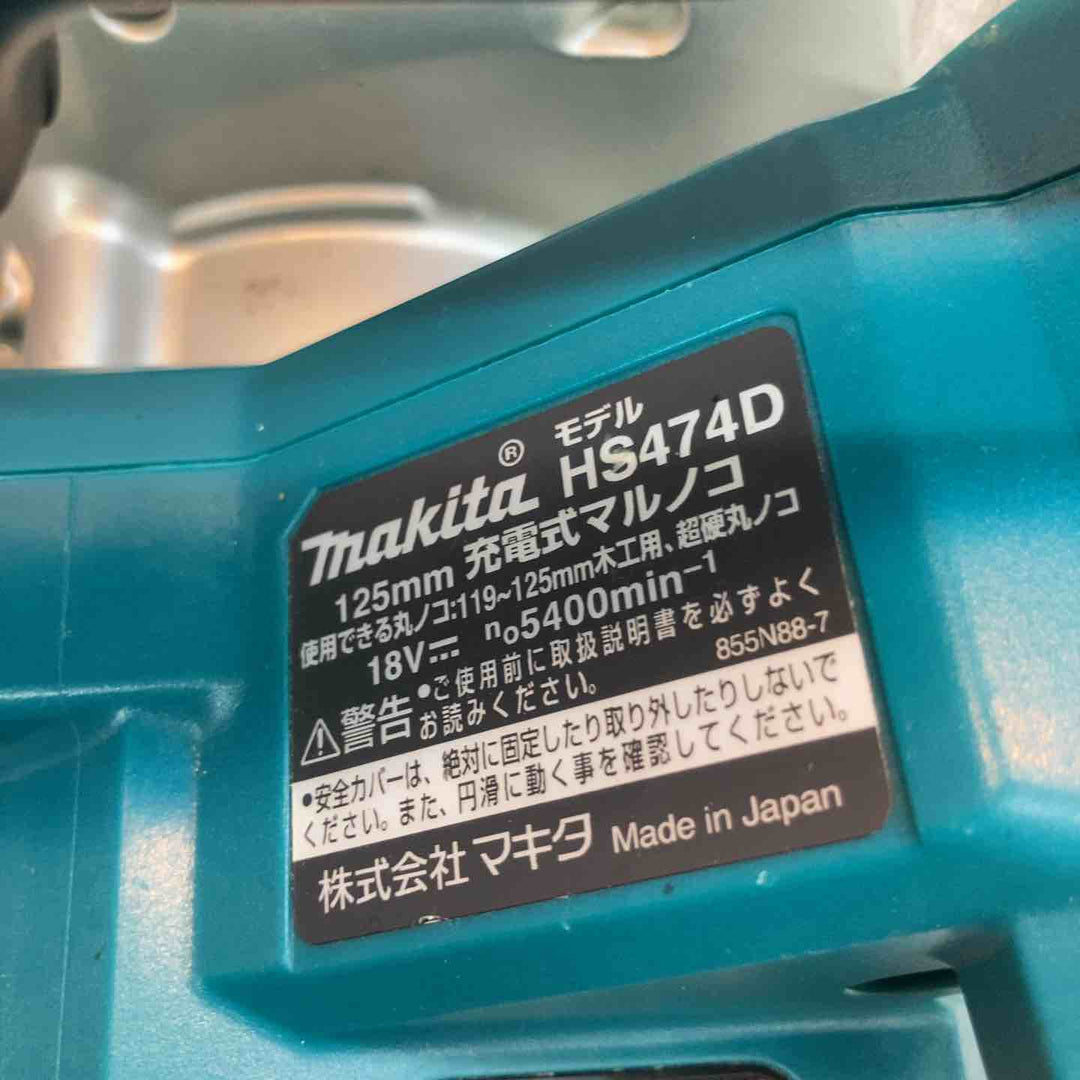 makita® モデル HS474D
125mm 充電式マルノコ
使用できる丸ノコ:119~125mm木工用、超硬丸ノコ
18V⎓ n₀5400min⁻¹
⚠警告 •ご使用前に取扱説明書を必ずよく
お読みください。 855N88-7
•安全カバーは、絶対に固定したり取り外したりしないで
ください。また、円滑に動く事を確認してください。
株式会社マキタ Made in Japan